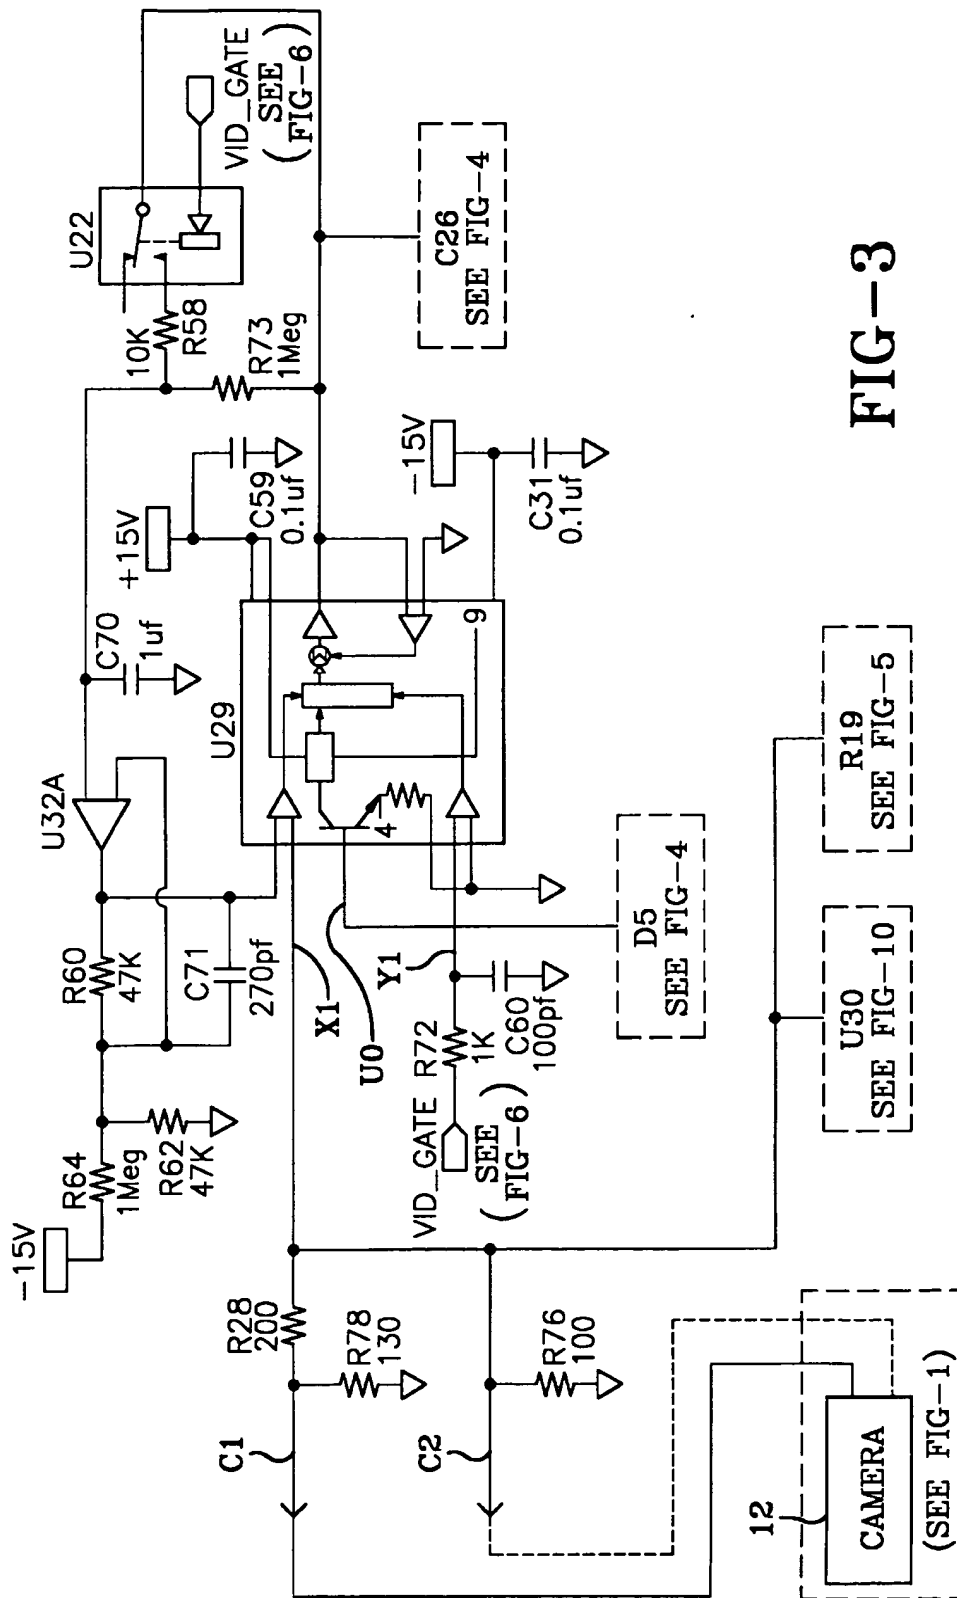 -15V
R64
1Meg
R62
47K
R60
47K
C71
270pf
U32A
C70
1uf
+15V
C59
0.1uf
10K
R58
U22
VID_GATE
(SEE
FIG-6)
R73
1Meg
C26
SEE FIG-4
-15V
C31
0.1uf
U29
4
9
X1
U0
Y1
R72
1K
C60
100pf
VID_GATE
(SEE
FIG-6)
D5
SEE FIG-4
C1
R28
200
R78
130
C2
R76
100
12
CAMERA
(SEE FIG-1)
U30
SEE FIG-10
R19
SEE FIG-5
FIG-3